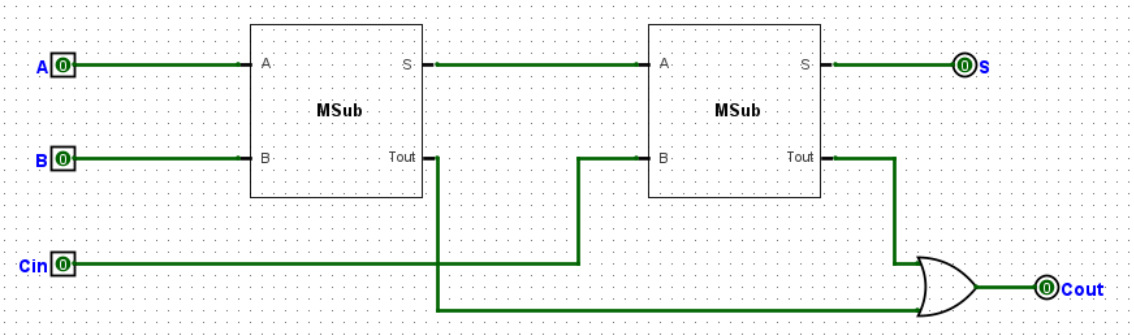 A 0 A S A S 0 S
MSub MSub
B 0 B Tout B Tout
Cin 0
0 Cout